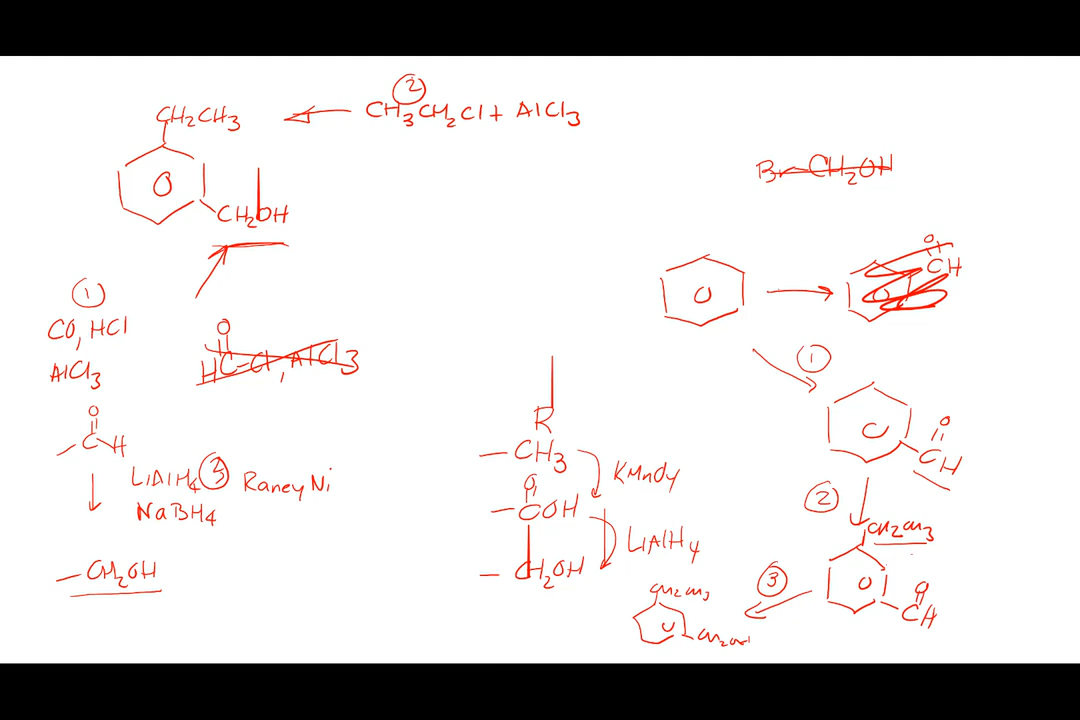 ②
CH2CH3 ← CH3CH2Cl + AlCl3
CH2OH
Br-CH2OH
O
CH
①
CO, HCl
AlCl3
O
HC-Cl, AlCl3
O
-C-H
LiAlH4 ③ Raney Ni
NaBH4
-CH2OH
R
-CH3
KMnO4
O
-COH
LiAlH4
-CH2OH
①
O
CH
②
CH2CH3
O
CH
③
CH2CH3
CH2OH